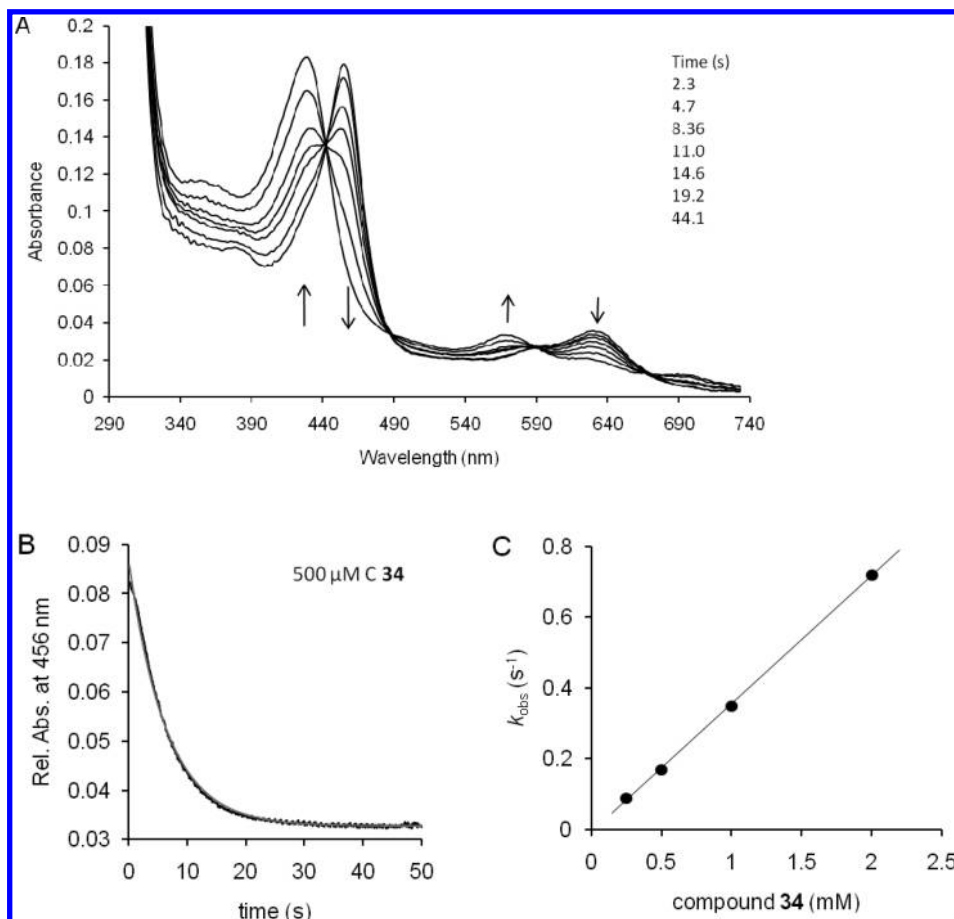 A
0.2
0.18
0.16
0.14
0.12
0.1
0.08
0.06
0.04
0.02
0
Absorbance
290 340 390 440 490 540 590 640 690 740
Wavelength (nm)
Time (s)
2.3
4.7
8.36
11.0
14.6
19.2
44.1
B
0.09
0.08
0.07
0.06
0.05
0.04
0.03
Rel. Abs. at 456 nm
500 µM C 34
0 10 20 30 40 50
time (s)
C
0.8
0.6
0.4
0.2
0
kobs (s-1)
0 0.5 1 1.5 2 2.5
compound 34 (mM)